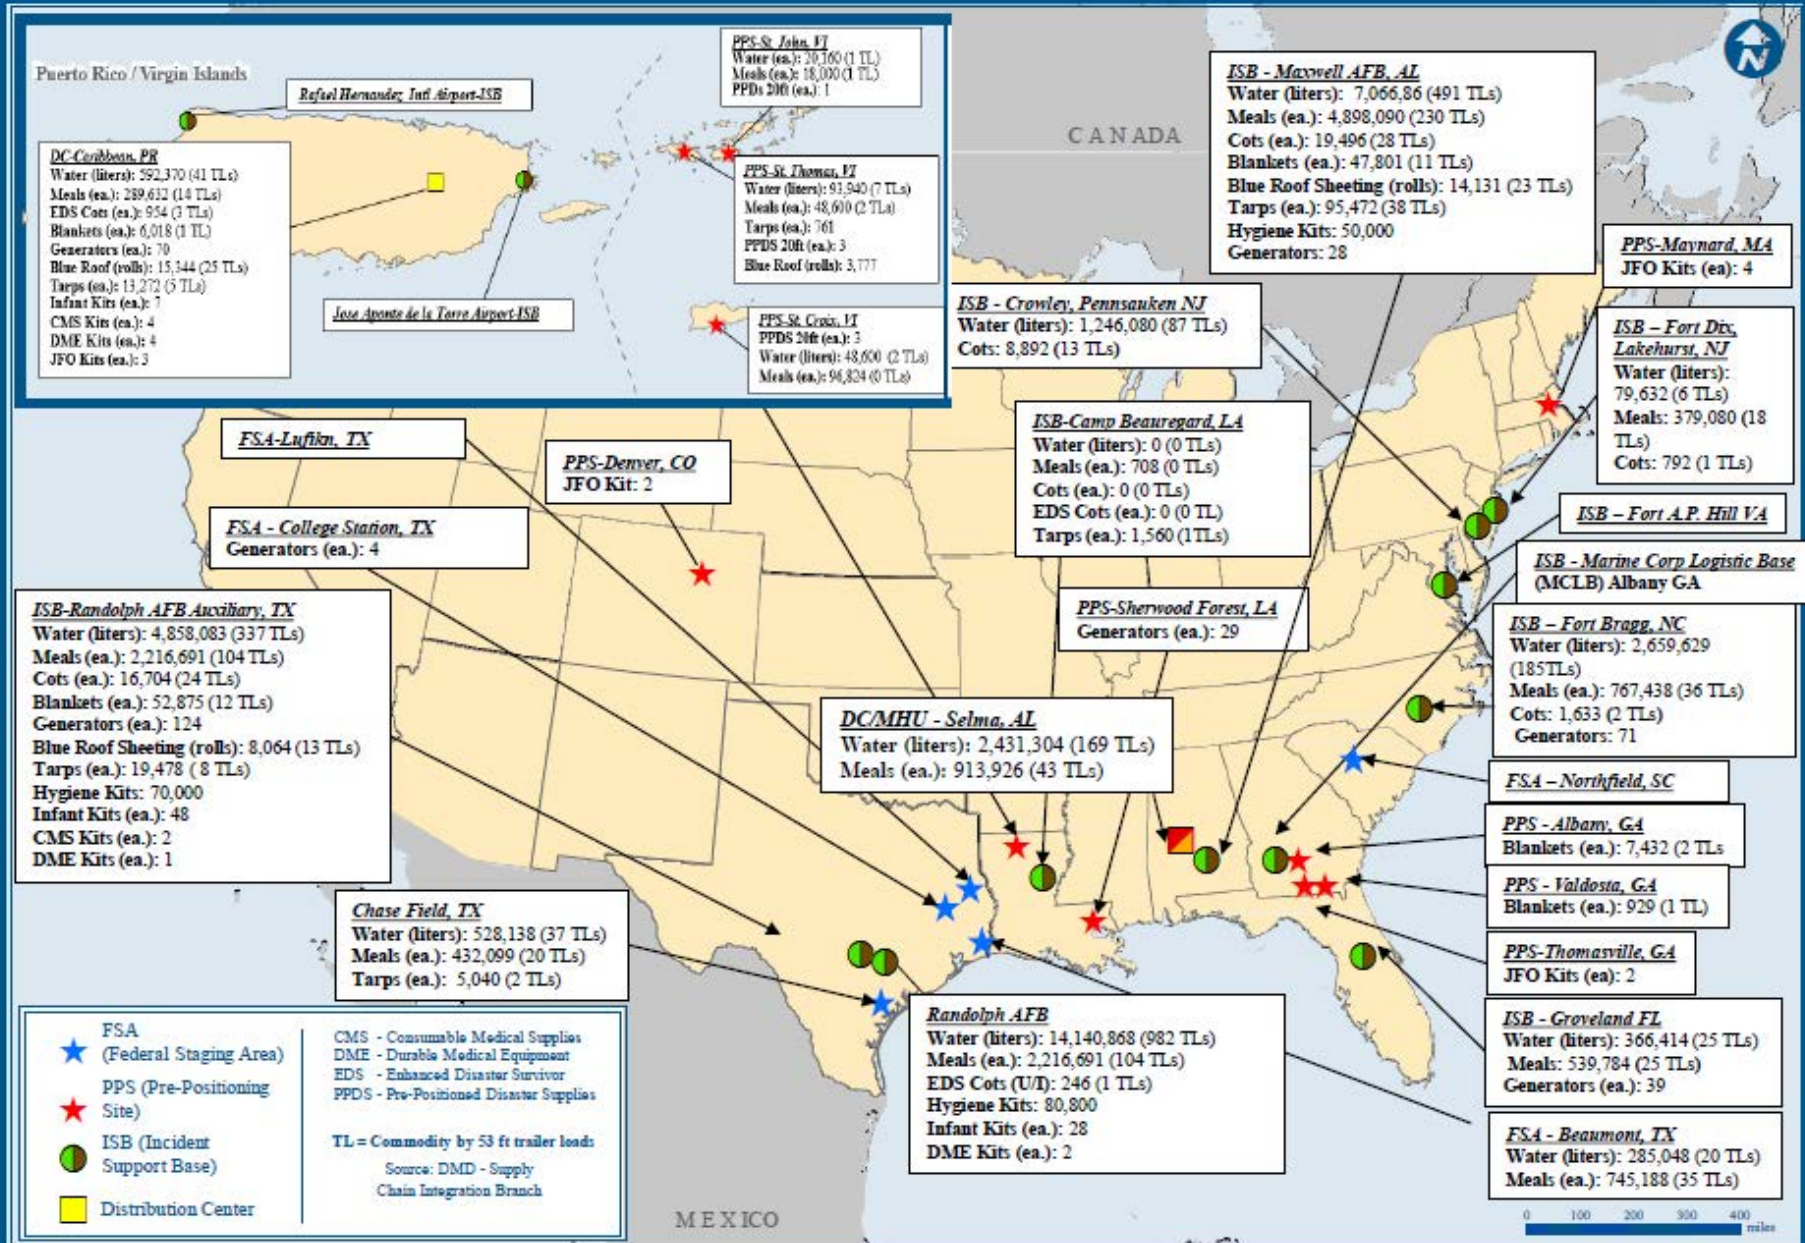 Puerto Rico / Virgin Islands
Rafael Hernandez Intl Airport-ISB
DC-Caribbean, PR
Water (liters): 592,370 (41 TLs)
Meals (ea.): 289,632 (14 TLs)
EDS Cots (ea.): 954 (3 TLs)
Blankets (ea.): 6,018 (1 TL)
Generators (ea.): 70
Blue Roof (rolls): 15,344 (25 TLs)
Tarps (ea.): 13,272 (5 TLs)
Infant Kits (ea.): 7
CMS Kits (ea.): 4
DME Kits (ea.): 4
JFO Kits (ea.): 3
Jose Aponte de la Torre Airport-ISB
PPS-St. John, VI
Water (ea.): 20,160 (1 TL)
Meals (ea.): 18,000 (1 TL)
PPDs 20ft (ea.): 1
PPS-St. Thomas, VI
Water (liters): 93,940 (7 TLs)
Meals (ea.): 48,600 (2 TLs)
Tarps (ea.): 761
PPDS 20ft (ea.): 3
Blue Roof (rolls): 3,777
PPS-St. Croix, VI
PPDS 20ft (ea.): 3
Water (liters): 48,600 (2 TLs)
Meals (ea.): 96,824 (0 TLs)
N
CANADA
ISB - Maxwell AFB, AL
Water (liters): 7,066,86 (491 TLs)
Meals (ea.): 4,898,090 (230 TLs)
Cots (ea.): 19,496 (28 TLs)
Blankets (ea.): 47,801 (11 TLs)
Blue Roof Sheeting (rolls): 14,131 (23 TLs)
Tarps (ea.): 95,472 (38 TLs)
Hygiene Kits: 50,000
Generators: 28
PPS-Maynard, MA
JFO Kits (ea): 4
ISB - Crowley, Pennsauken NJ
Water (liters): 1,246,080 (87 TLs)
Cots: 8,892 (13 TLs)
ISB – Fort Dix,
Lakehurst, NJ
Water (liters):
79,632 (6 TLs)
Meals: 379,080 (18
TLs)
Cots: 792 (1 TLs)
FSA-Lufikn, TX
PPS-Denver, CO
JFO Kit: 2
ISB-Camp Beauregard, LA
Water (liters): 0 (0 TLs)
Meals (ea.): 708 (0 TLs)
Cots (ea.): 0 (0 TLs)
EDS Cots (ea.): 0 (0 TL)
Tarps (ea.): 1,560 (1TLs)
FSA - College Station, TX
Generators (ea.): 4
ISB – Fort A.P. Hill VA
ISB - Marine Corp Logistic Base
(MCLB) Albany GA
ISB-Randolph AFB Auxiliary, TX
Water (liters): 4,858,083 (337 TLs)
Meals (ea.): 2,216,691 (104 TLs)
Cots (ea.): 16,704 (24 TLs)
Blankets (ea.): 52,875 (12 TLs)
Generators (ea.): 124
Blue Roof Sheeting (rolls): 8,064 (13 TLs)
Tarps (ea.): 19,478 ( 8 TLs)
Hygiene Kits: 70,000
Infant Kits (ea.): 48
CMS Kits (ea.): 2
DME Kits (ea.): 1
PPS-Sherwood Forest, LA
Generators (ea.): 29
ISB – Fort Bragg, NC
Water (liters): 2,659,629
(185TLs)
Meals (ea.): 767,438 (36 TLs)
Cots: 1,633 (2 TLs)
Generators: 71
DC/MHU - Selma, AL
Water (liters): 2,431,304 (169 TLs)
Meals (ea.): 913,926 (43 TLs)
FSA – Northfield, SC
PPS - Albany, GA
Blankets (ea.): 7,432 (2 TLs
PPS - Valdosta, GA
Blankets (ea.): 929 (1 TL)
Chase Field, TX
Water (liters): 528,138 (37 TLs)
Meals (ea.): 432,099 (20 TLs)
Tarps (ea.): 5,040 (2 TLs)
PPS-Thomasville, GA
JFO Kits (ea): 2
Randolph AFB
Water (liters): 14,140,868 (982 TLs)
Meals (ea.): 2,216,691 (104 TLs)
EDS Cots (U/I): 246 (1 TLs)
Hygiene Kits: 80,800
Infant Kits (ea.): 28
DME Kits (ea.): 2
ISB - Groveland FL
Water (liters): 366,414 (25 TLs)
Meals: 539,784 (25 TLs)
Generators (ea.): 39
FSA - Beaumont, TX
Water (liters): 285,048 (20 TLs)
Meals (ea.): 745,188 (35 TLs)
FSA
(Federal Staging Area)
PPS (Pre-Positioning
Site)
ISB (Incident
Support Base)
Distribution Center
CMS - Consumable Medical Supplies
DME - Durable Medical Equipment
EDS - Enhanced Disaster Survivor
PPDS - Pre-Positioned Disaster Supplies
TL = Commodity by 53 ft trailer loads
Source: DMD - Supply
Chain Integration Branch
MEXICO
0 100 200 300 400
miles